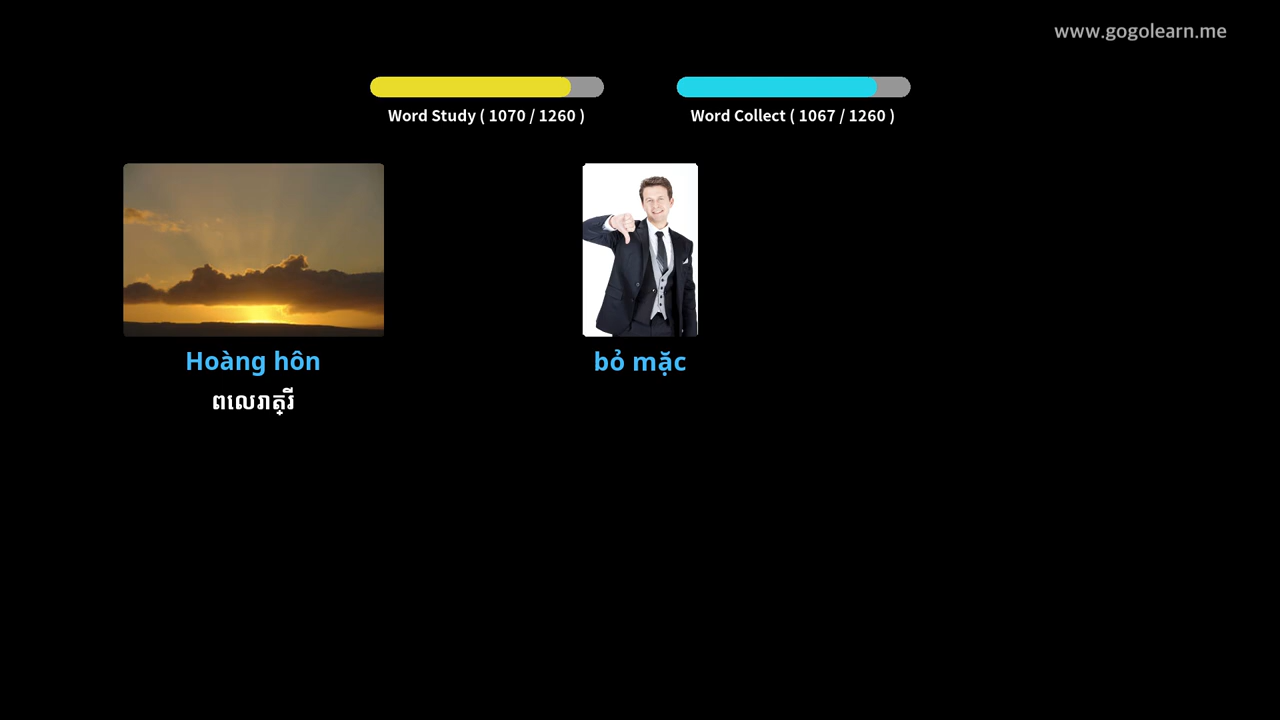 www.gogolearn.me
Word Study ( 1070 / 1260 )
Word Collect ( 1067 / 1260 )
Hoàng hôn
ពលេរាត្រី
bỏ mặc